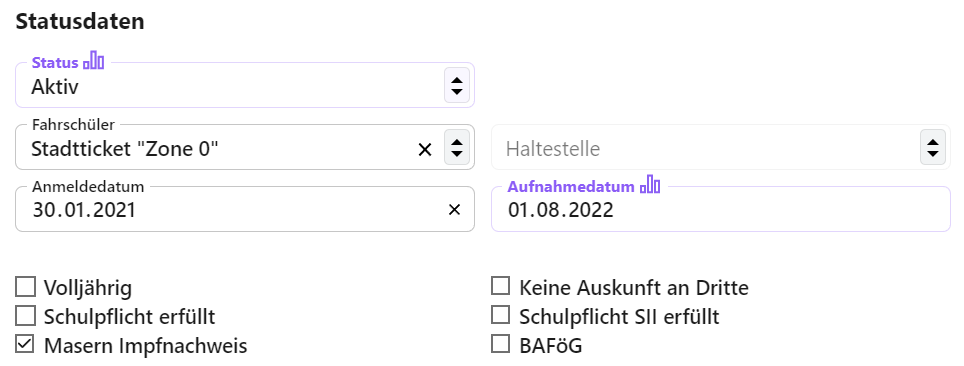 Statusdaten
Status
Aktiv
Fahrschüler
Stadtticket "Zone 0"
Haltestelle
Anmeldedatum
30.01.2021
Aufnahmedatum
01.08.2022
Volljährig
Keine Auskunft an Dritte
Schulpflicht erfüllt
Schulpflicht SII erfüllt
Masern Impfnachweis
BAFöG